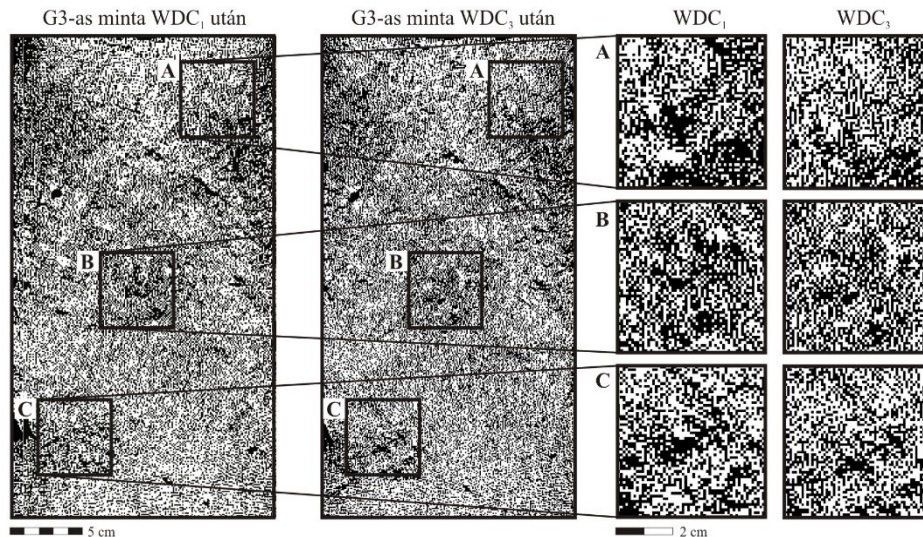 G3-as minta WDC₁ után
G3-as minta WDC₃ után
WDC₁
WDC₃
A
A
A
B
B
B
C
C
C
5 cm
2 cm